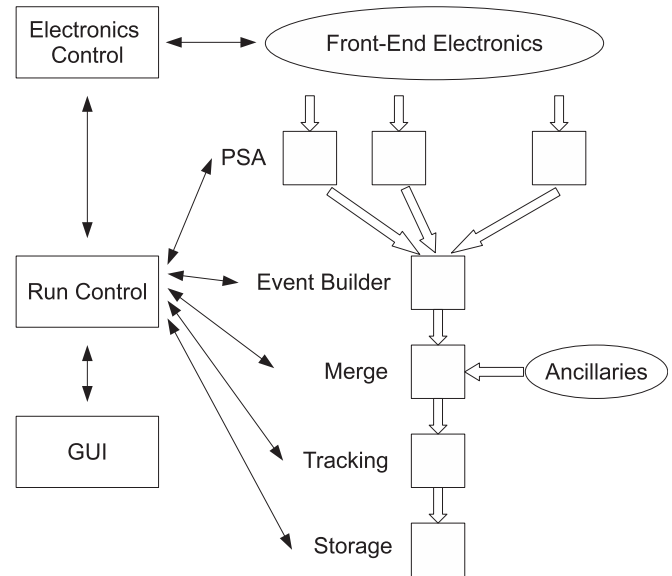 Electronics
Control
Front-End Electronics
PSA
Run Control
Event Builder
Merge
Ancillaries
GUI
Tracking
Storage